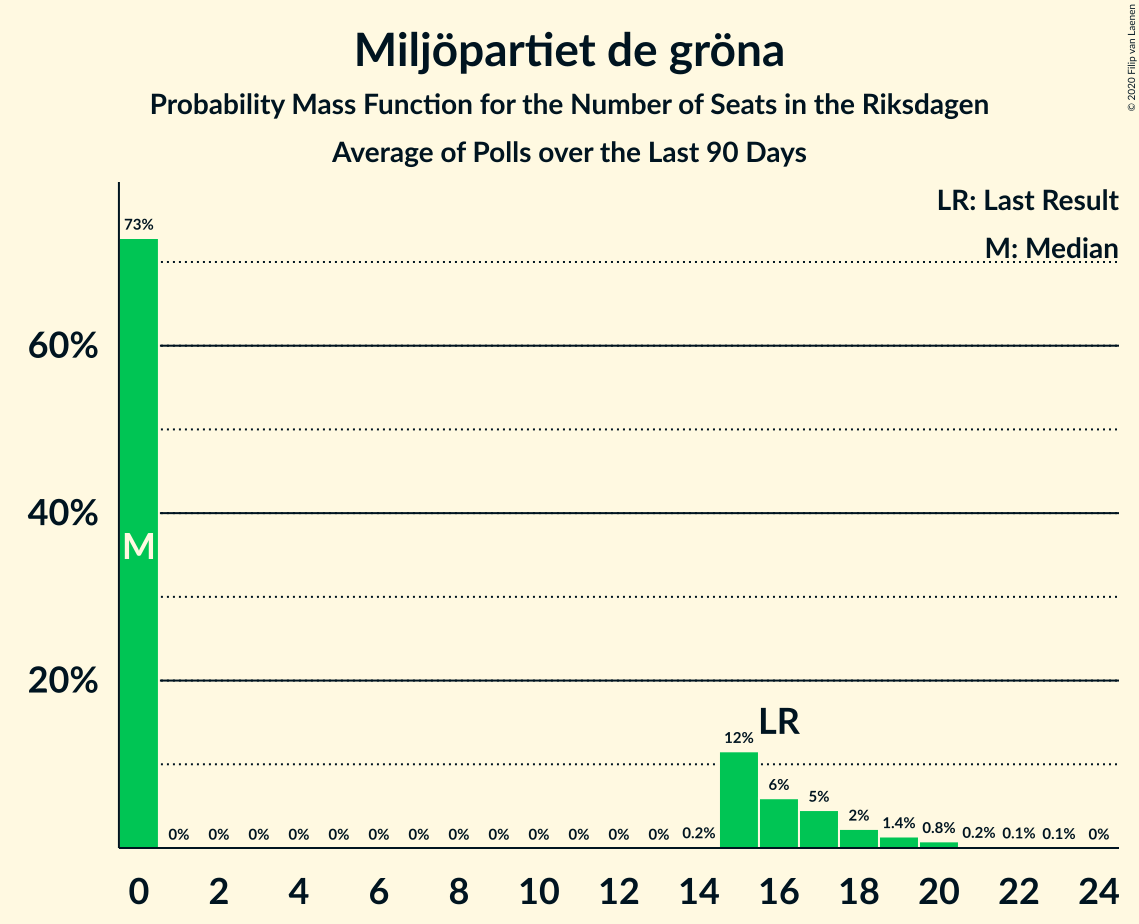 Miljöpartiet de gröna
Probability Mass Function for the Number of Seats in the Riksdagen
Average of Polls over the Last 90 Days
© 2020 Filip van Laenen
LR: Last Result
M: Median
60%
40%
20%
73%
M
0% 0% 0% 0% 0% 0% 0% 0% 0% 0% 0% 0% 0% 0.2% 12% 6% 5% 2% 1.4% 0.8% 0.2% 0.1% 0.1% 0%
LR
0 2 4 6 8 10 12 14 16 18 20 22 24